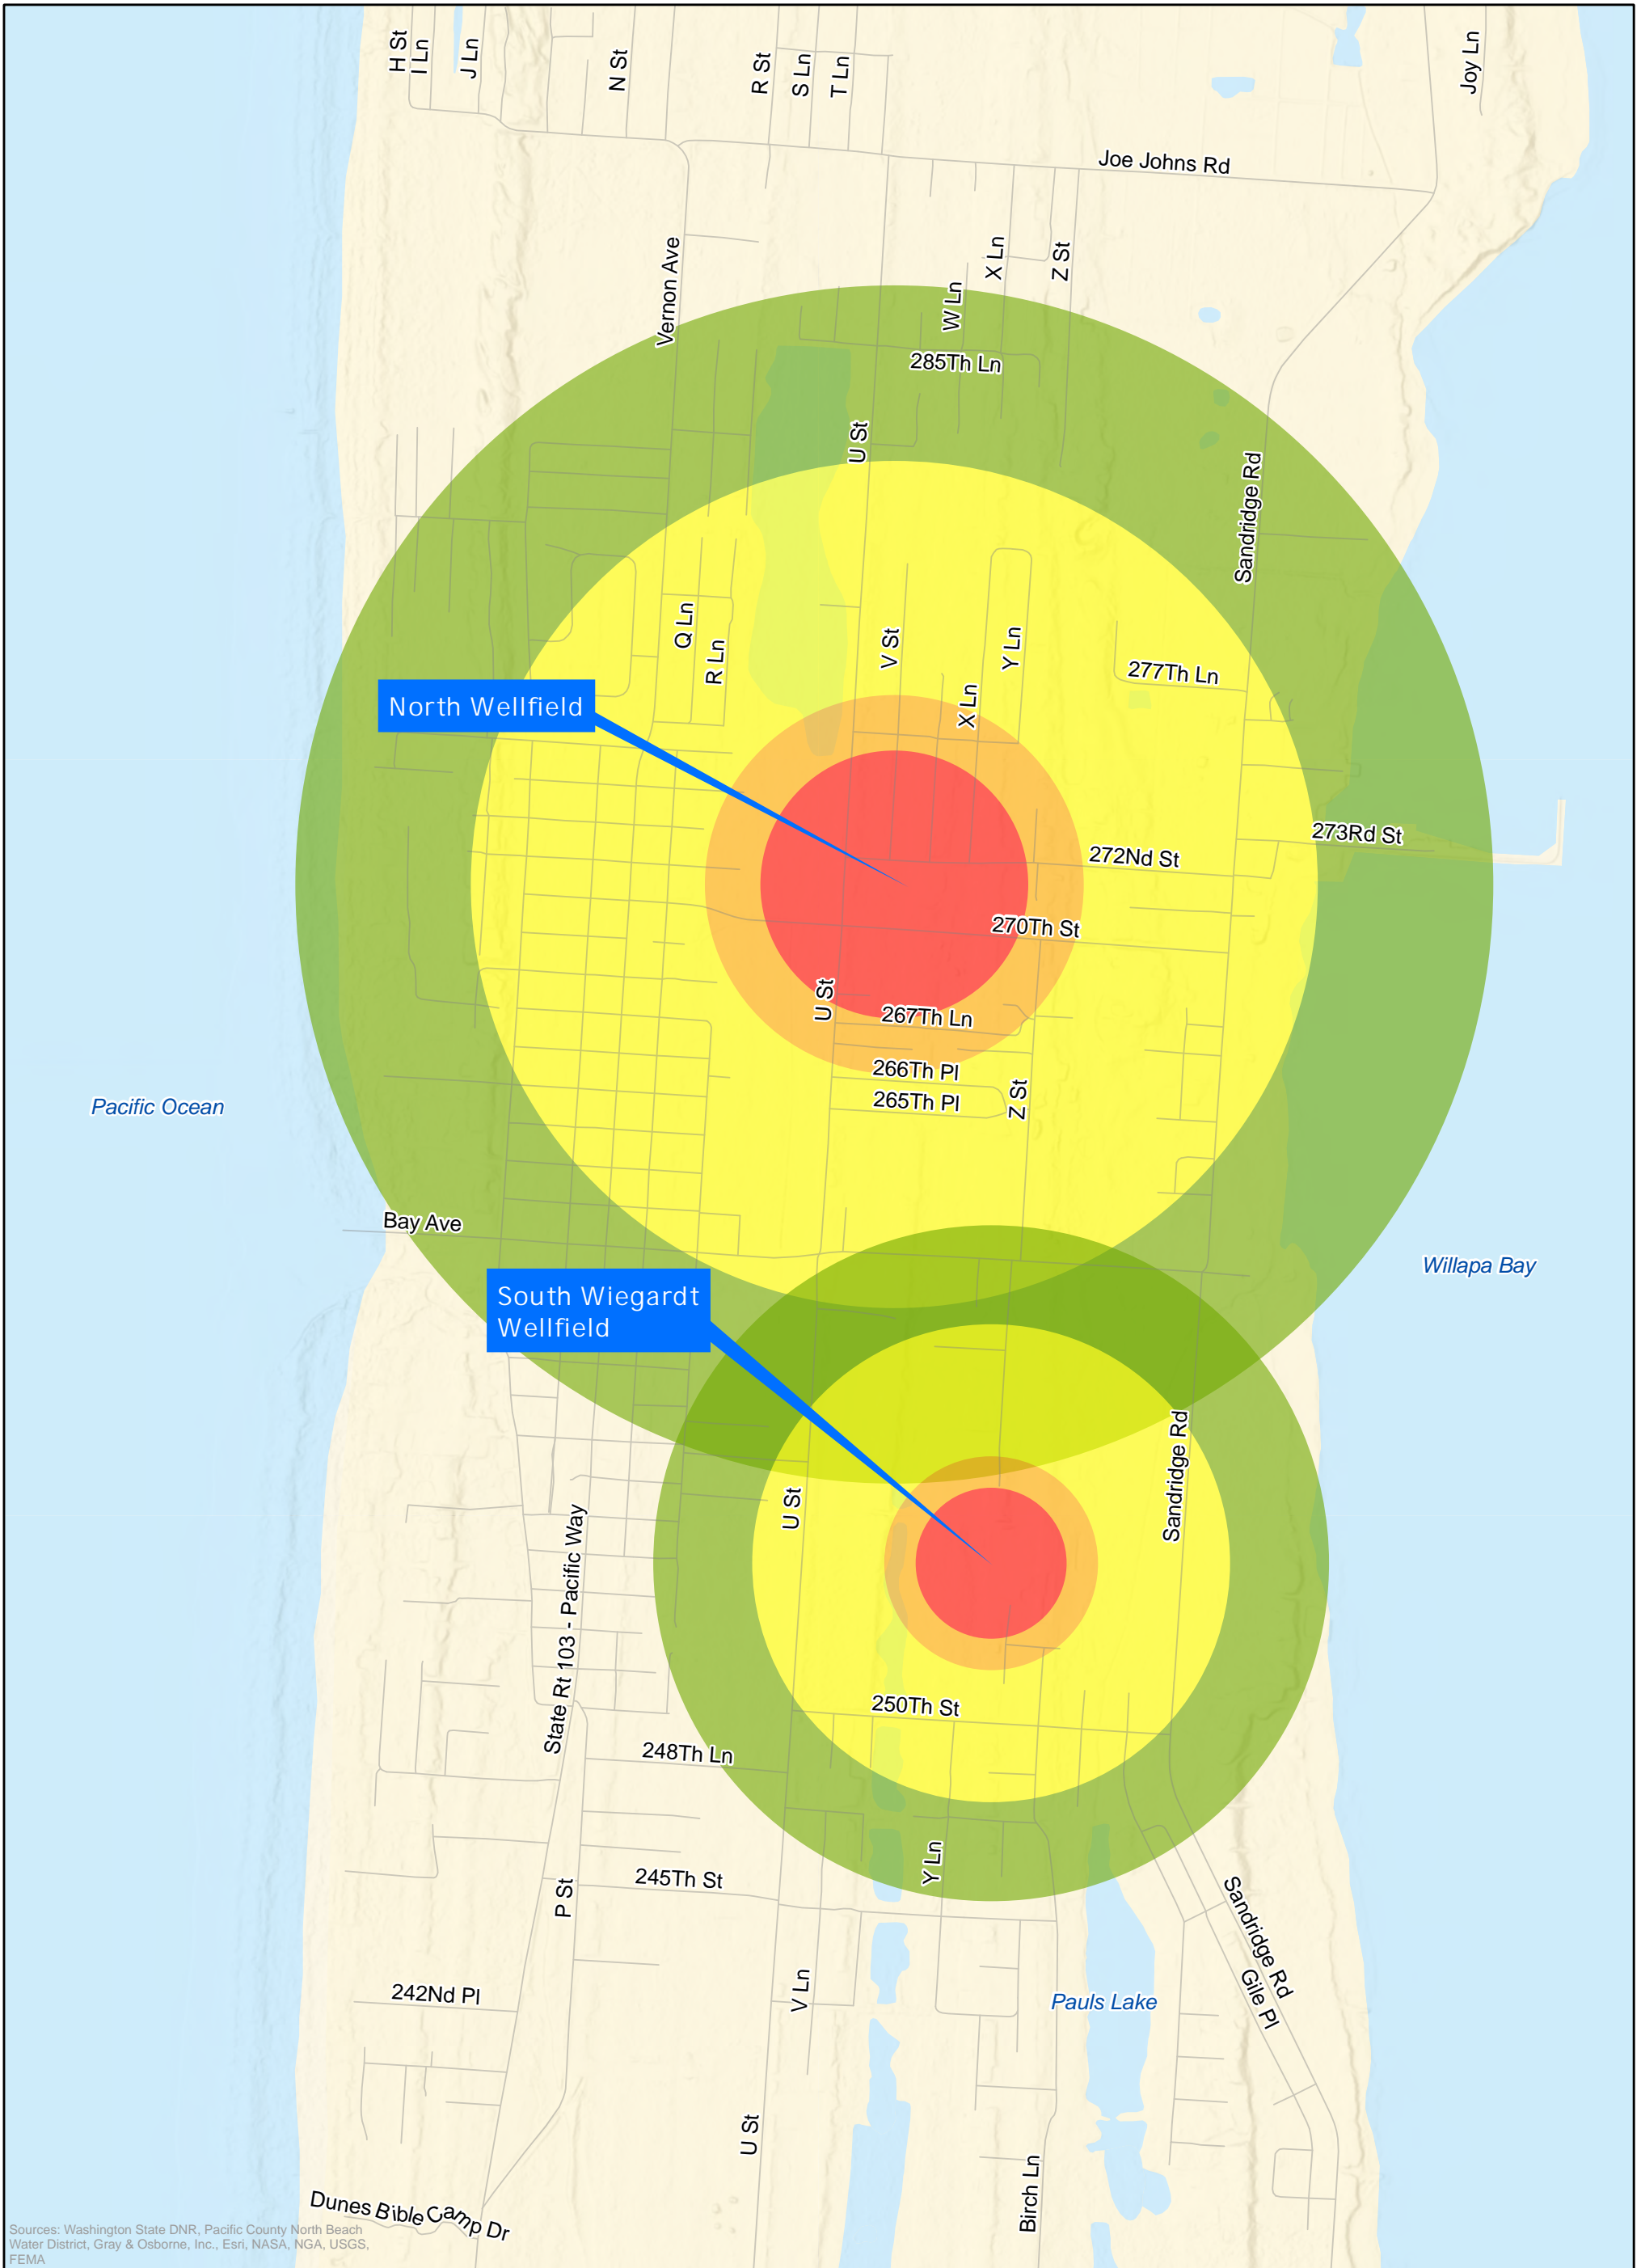 H St
I Ln
J Ln
N St
R St
S Ln
T Ln
Joy Ln
Joe Johns Rd
Vernon Ave
X Ln
Z St
W Ln
285Th Ln
U St
Sandridge Rd
Q Ln
R Ln
V St
Y Ln
277Th Ln
X Ln
North Wellfield
273Rd St
272Nd St
270Th St
U St
267Th Ln
266Th Pl
Z St
265Th Pl
Pacific Ocean
Bay Ave
Willapa Bay
South Wiegardt
Wellfield
Sandridge Rd
U St
State Rt 103 - Pacific Way
250Th St
248Th Ln
Y Ln
245Th St
P St
Sandridge Rd
Gile Pl
242Nd Pl
V Ln
Pauls Lake
U St
Birch Ln
Dunes Bible Camp Dr
Sources: Washington State DNR, Pacific County North Beach
Water District, Gray & Osborne, Inc., Esri, NASA, NGA, USGS,
FEMA